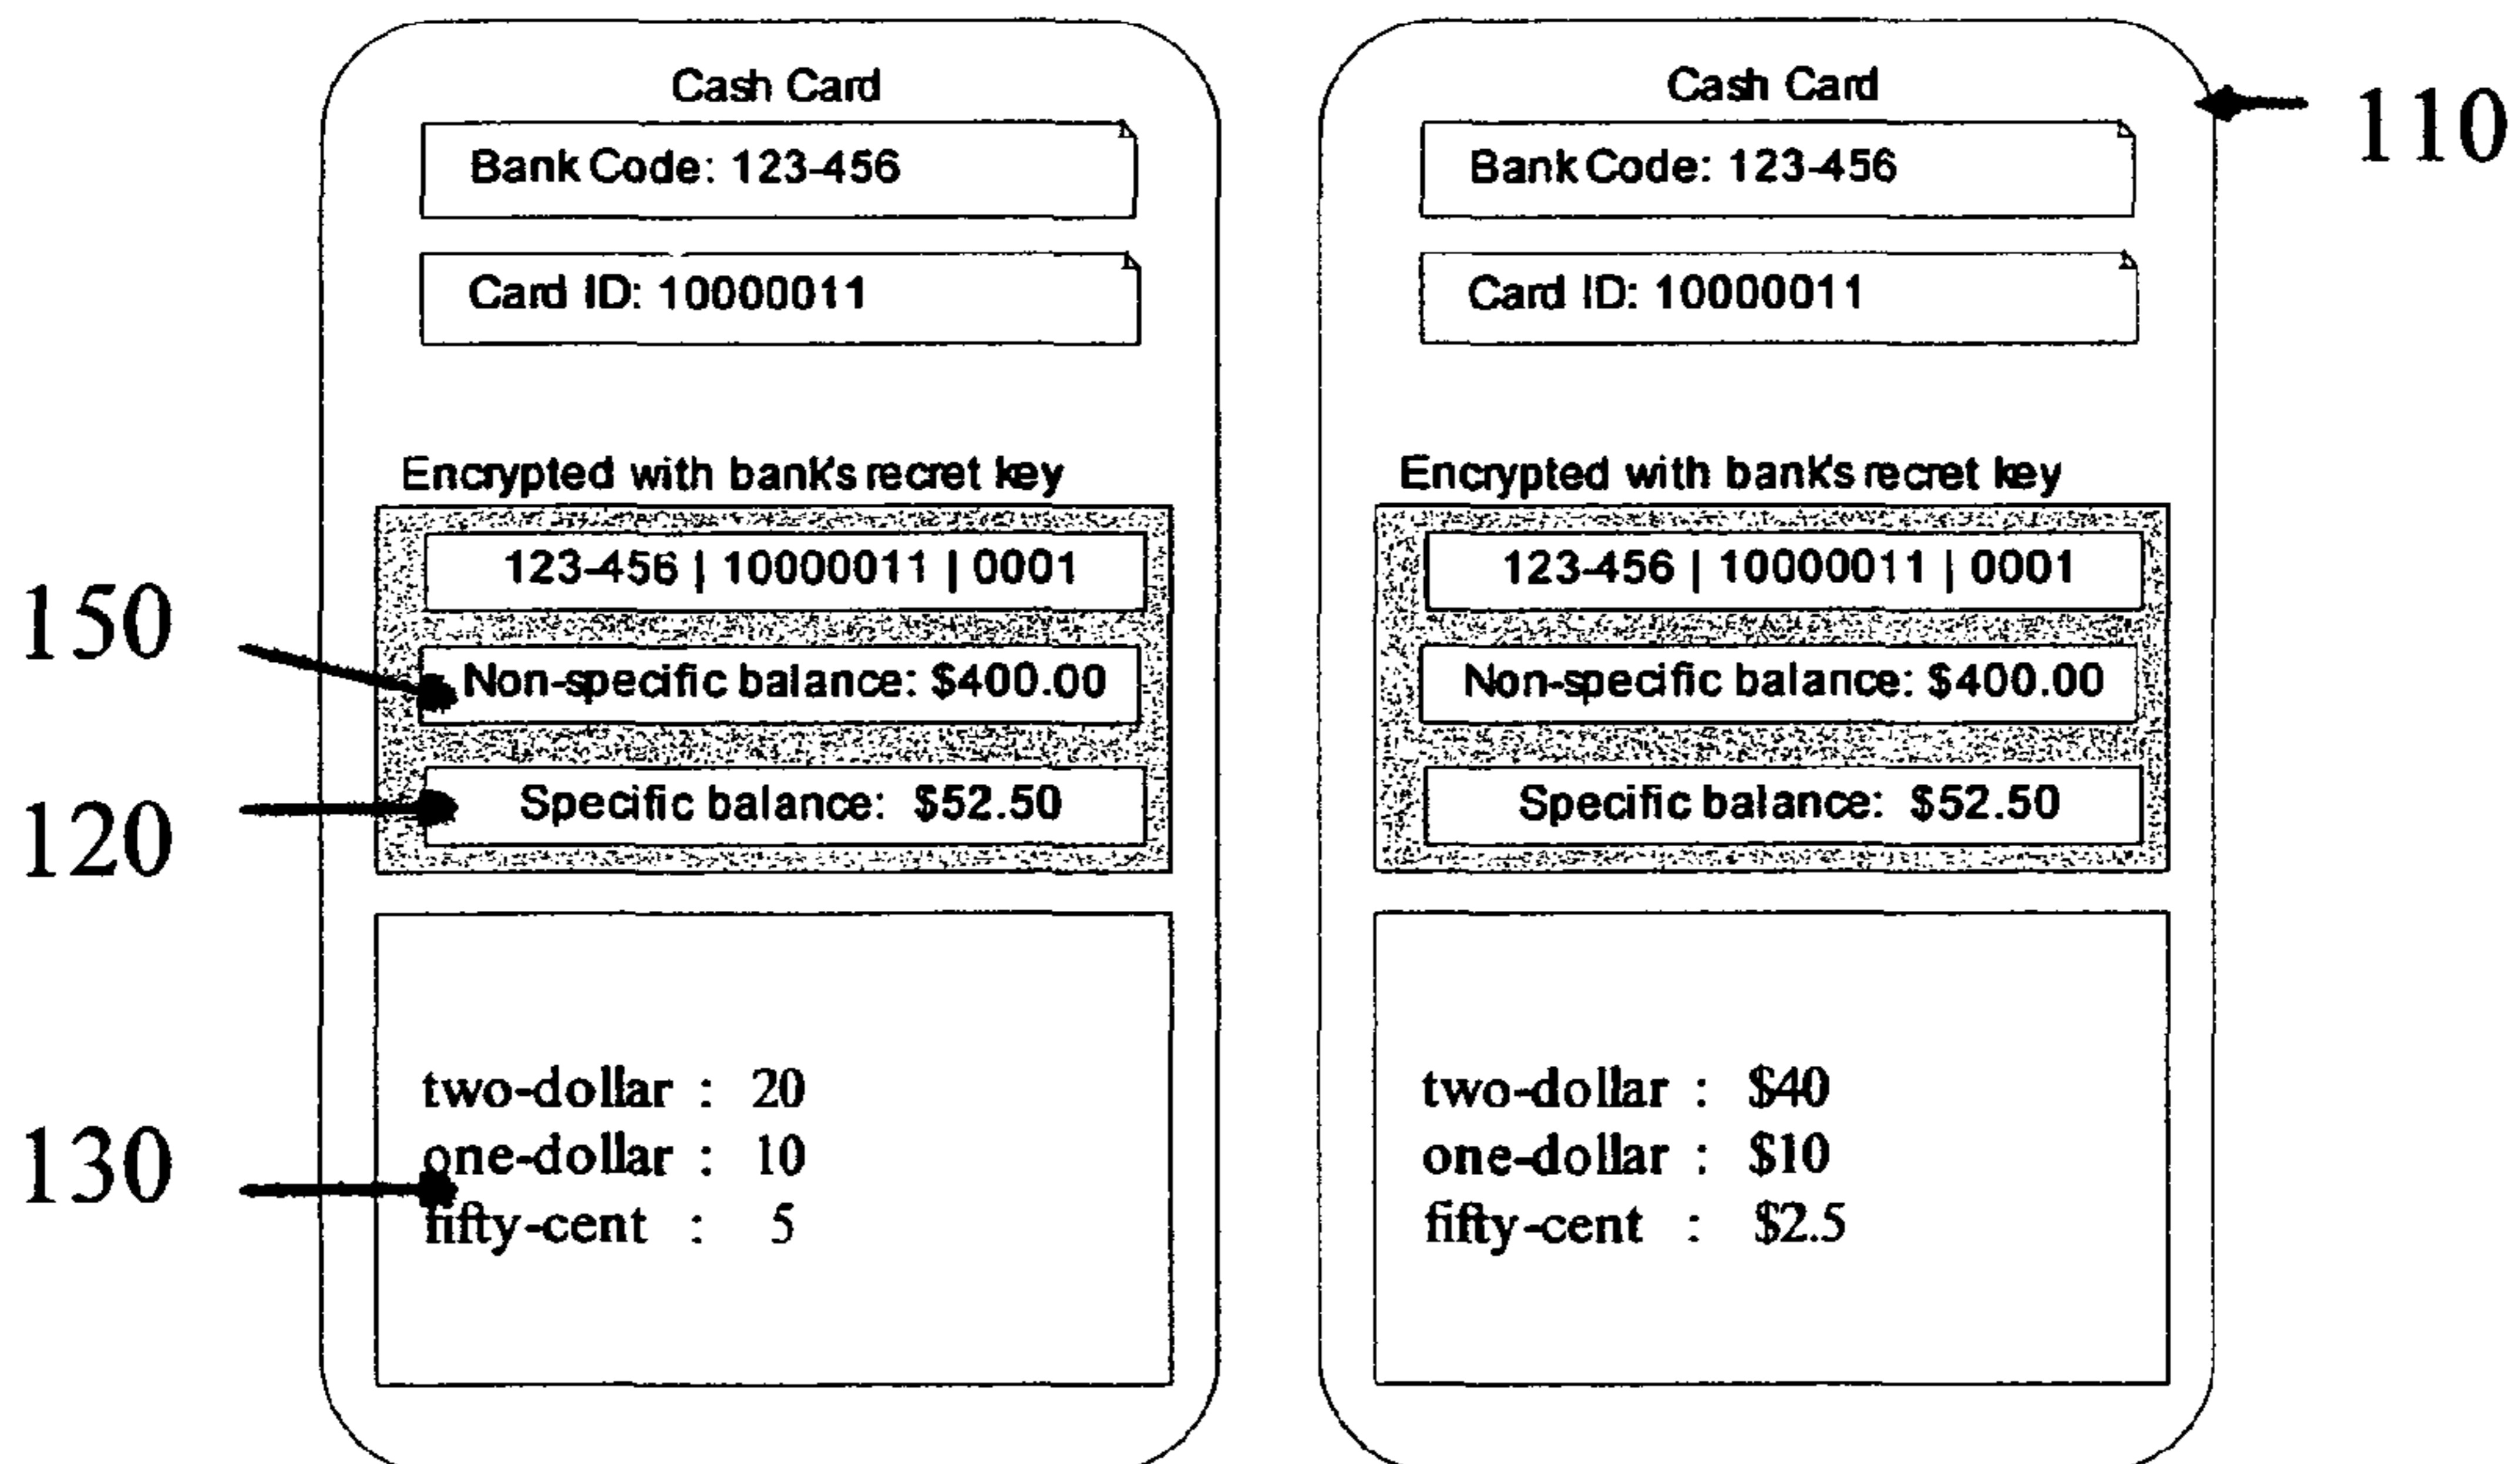 Cash Card
Bank Code: 123-456
Card ID: 10000011
Encrypted with bank's recret key
123-456 | 10000011 | 0001
150
Non-specific balance: $400.00
120
Specific balance: $52.50
two-dollar : 20
130
one-dollar : 10
fifty-cent : 5
Cash Card
110
Bank Code: 123-456
Card ID: 10000011
Encrypted with bank's recret key
123-456 | 10000011 | 0001
Non-specific balance: $400.00
Specific balance: $52.50
two-dollar : $40
one-dollar : $10
fifty-cent : $2.5